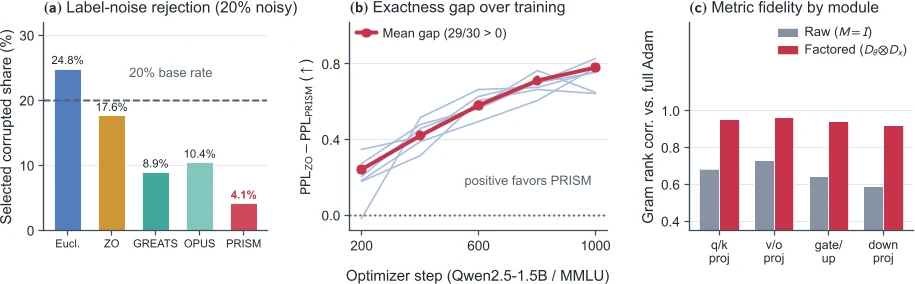 (a) Label-noise rejection (20% noisy)
Selected corrupted share (%)
30
20
10
0
24.8%
20% base rate
17.6%
8.9%
10.4%
4.1%
Eucl.
ZO
GREATS
OPUS
PRISM
(b) Exactness gap over training
Mean gap (29/30 > 0)
PPL_ZO − PPL_PRISM (↑)
0.8
0.4
0.0
positive favors PRISM
200
600
1000
Optimizer step (Qwen2.5-1.5B / MMLU)
(c) Metric fidelity by module
Raw (M = I)
Factored (D_θ⊗D_x)
Gram rank corr. vs. full Adam
1.0
0.8
0.6
0.4
q/k
proj
v/o
proj
gate/
up
down
proj